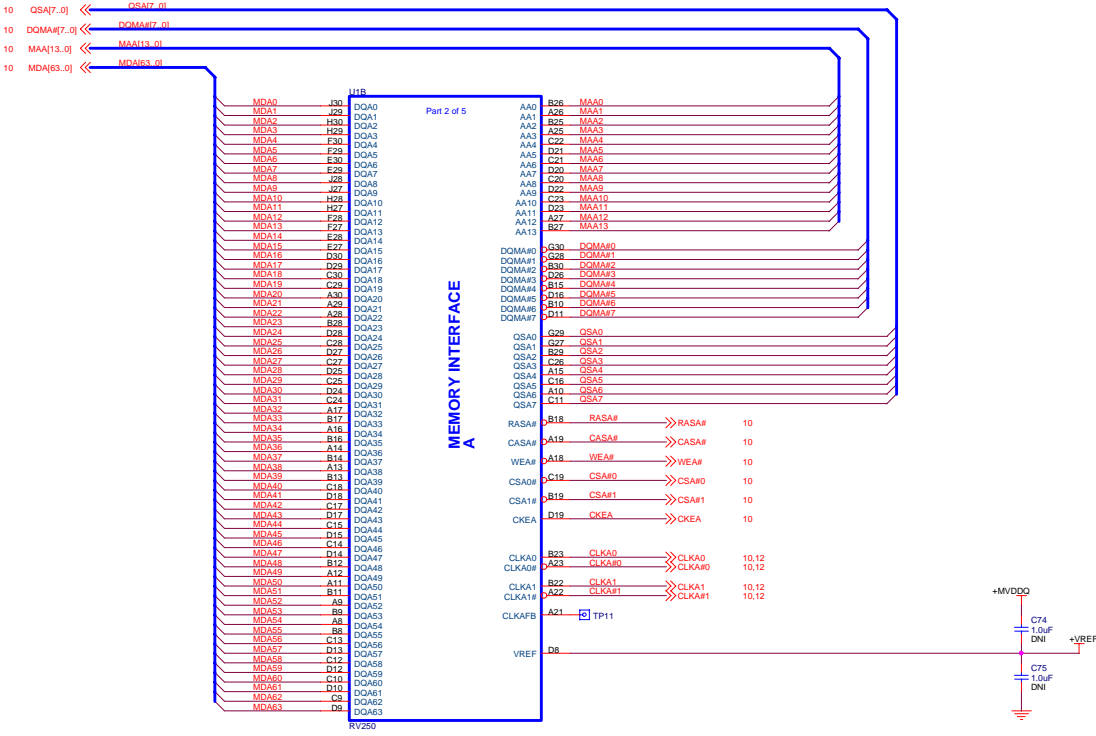 10 QSA[7..0] QSA[7..0]
10 DQMA#[7..0] DQMA#[7..0]
10 MAA[13..0] MAA[13..0]
10 MDA[63..0] MDA[63..0]
U1B
Part 2 of 5
MEMORY INTERFACE
A
MDA0 J30 DQA0
MDA1 J29 DQA1
MDA2 H30 DQA2
MDA3 H29 DQA3
MDA4 F30 DQA4
MDA5 F29 DQA5
MDA6 E30 DQA6
MDA7 E29 DQA7
MDA8 J28 DQA8
MDA9 J27 DQA9
MDA10 H28 DQA10
MDA11 H27 DQA11
MDA12 F28 DQA12
MDA13 F27 DQA13
MDA14 E28 DQA14
MDA15 E27 DQA15
MDA16 D30 DQA16
MDA17 D29 DQA17
MDA18 C30 DQA18
MDA19 C29 DQA19
MDA20 A30 DQA20
MDA21 A29 DQA21
MDA22 A28 DQA22
MDA23 B28 DQA23
MDA24 D28 DQA24
MDA25 C28 DQA25
MDA26 D27 DQA26
MDA27 C27 DQA27
MDA28 D25 DQA28
MDA29 C25 DQA29
MDA30 D24 DQA30
MDA31 C24 DQA31
MDA32 A17 DQA32
MDA33 B17 DQA33
MDA34 A16 DQA34
MDA35 B16 DQA35
MDA36 A14 DQA36
MDA37 B14 DQA37
MDA38 A13 DQA38
MDA39 B13 DQA39
MDA40 C18 DQA40
MDA41 D18 DQA41
MDA42 C17 DQA42
MDA43 D17 DQA43
MDA44 C15 DQA44
MDA45 D15 DQA45
MDA46 C14 DQA46
MDA47 D14 DQA47
MDA48 B12 DQA48
MDA49 A12 DQA49
MDA50 A11 DQA50
MDA51 B11 DQA51
MDA52 A9 DQA52
MDA53 B9 DQA53
MDA54 A8 DQA54
MDA55 B8 DQA55
MDA56 C13 DQA56
MDA57 D13 DQA57
MDA58 C12 DQA58
MDA59 D12 DQA59
MDA60 C10 DQA60
MDA61 D10 DQA61
MDA62 C9 DQA62
MDA63 D9 DQA63
AA0 B26 MAA0
AA1 A26 MAA1
AA2 B25 MAA2
AA3 A25 MAA3
AA4 C22 MAA4
AA5 D21 MAA5
AA6 C21 MAA6
AA7 D20 MAA7
AA8 C20 MAA8
AA9 D22 MAA9
AA10 C23 MAA10
AA11 D23 MAA11
AA12 A27 MAA12
AA13 B27 MAA13
DQMA#0 G30 DQMA#0
DQMA#1 G28 DQMA#1
DQMA#2 B30 DQMA#2
DQMA#3 D26 DQMA#3
DQMA#4 B15 DQMA#4
DQMA#5 D16 DQMA#5
DQMA#6 B10 DQMA#6
DQMA#7 D11 DQMA#7
QSA0 G29 QSA0
QSA1 G27 QSA1
QSA2 B29 QSA2
QSA3 C26 QSA3
QSA4 A15 QSA4
QSA5 C16 QSA5
QSA6 A10 QSA6
QSA7 C11 QSA7
RASA# B18 RASA# RASA# 10
CASA# A19 CASA# CASA# 10
WEA# A18 WEA# WEA# 10
CSA0# C19 CSA#0 CSA#0 10
CSA1# B19 CSA#1 CSA#1 10
CKEA D19 CKEA CKEA 10
CLKA0 B23 CLKA0 CLKA0 10,12
CLKA0# A23 CLKA#0 CLKA#0 10,12
CLKA1 B22 CLKA1 CLKA1 10,12
CLKA1# A22 CLKA#1 CLKA#1 10,12
CLKAFB A21 TP11
VREF D8
RV250
+MVDDQ
C74
1.0uF
DNI
+VREF
C75
1.0uF
DNI